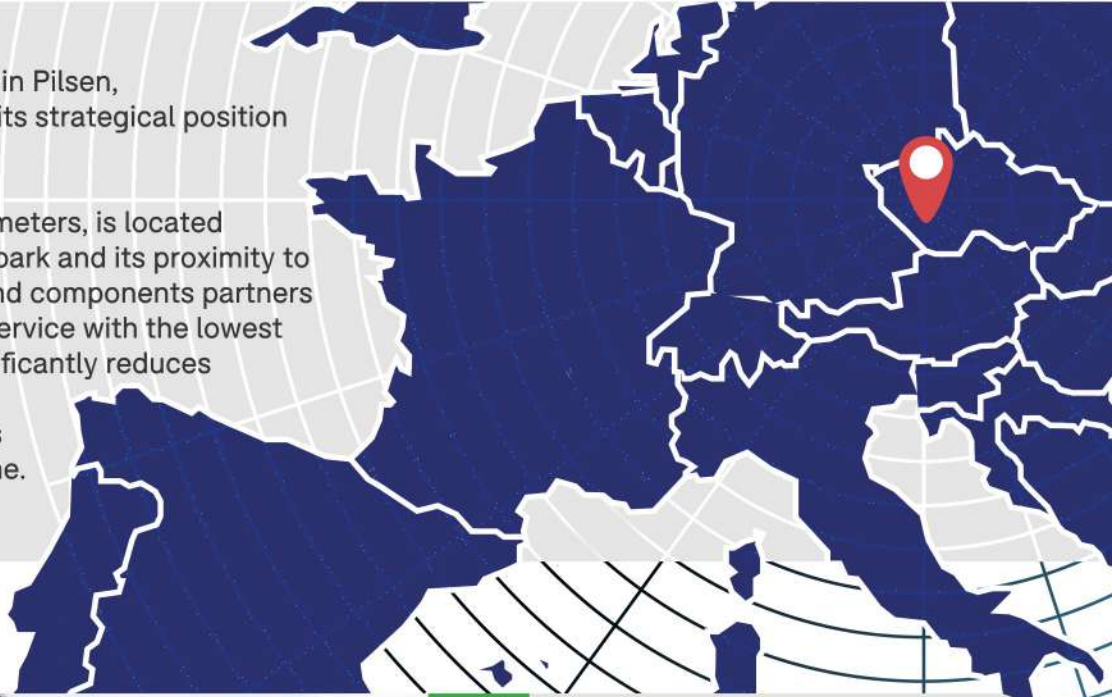 in Pilsen,
its strategical position
meters, is located
park and its proximity to
nd components partners
ervice with the lowest
ficantly reduces
s
ne.